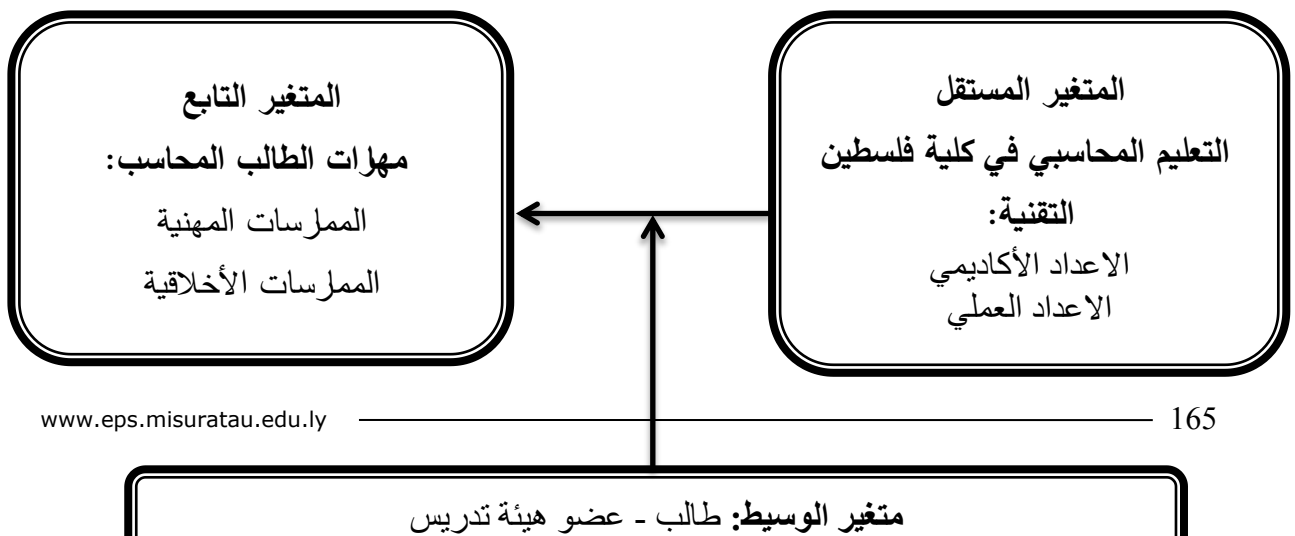 المتغير المستقل
التعليم المحاسبي في كلية فلسطين
التقنية:
الاعداد الأكاديمي
الاعداد العملي
المتغير التابع
مهارات الطالب المحاسب:
الممارسات المهنية
الممارسات الأخلاقية
www.eps.misuratau.edu.ly 165
متغير الوسيط: طالب - عضو هيئة تدريس